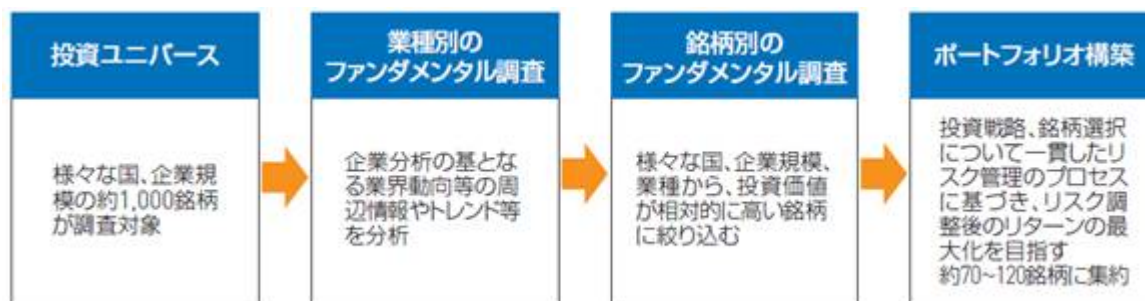 投資ユニバース
様々な国、企業規
模の約1,000銘柄
が調査対象
業種別の
ファンダメンタル調査
企業分析の基とな
る業界動向等の周
辺情報やトレンド等
を分析
銘柄別の
ファンダメンタル調査
様々な国、企業規模、
業種から、投資価値
が相対的に高い銘柄
に絞り込む
ポートフォリオ構築
投資戦略、銘柄選択
について一貫したリ
スク管理のプロセス
に基づき、リスク調
整後のリターンの最
大化を目指す
約70~120銘柄に集約